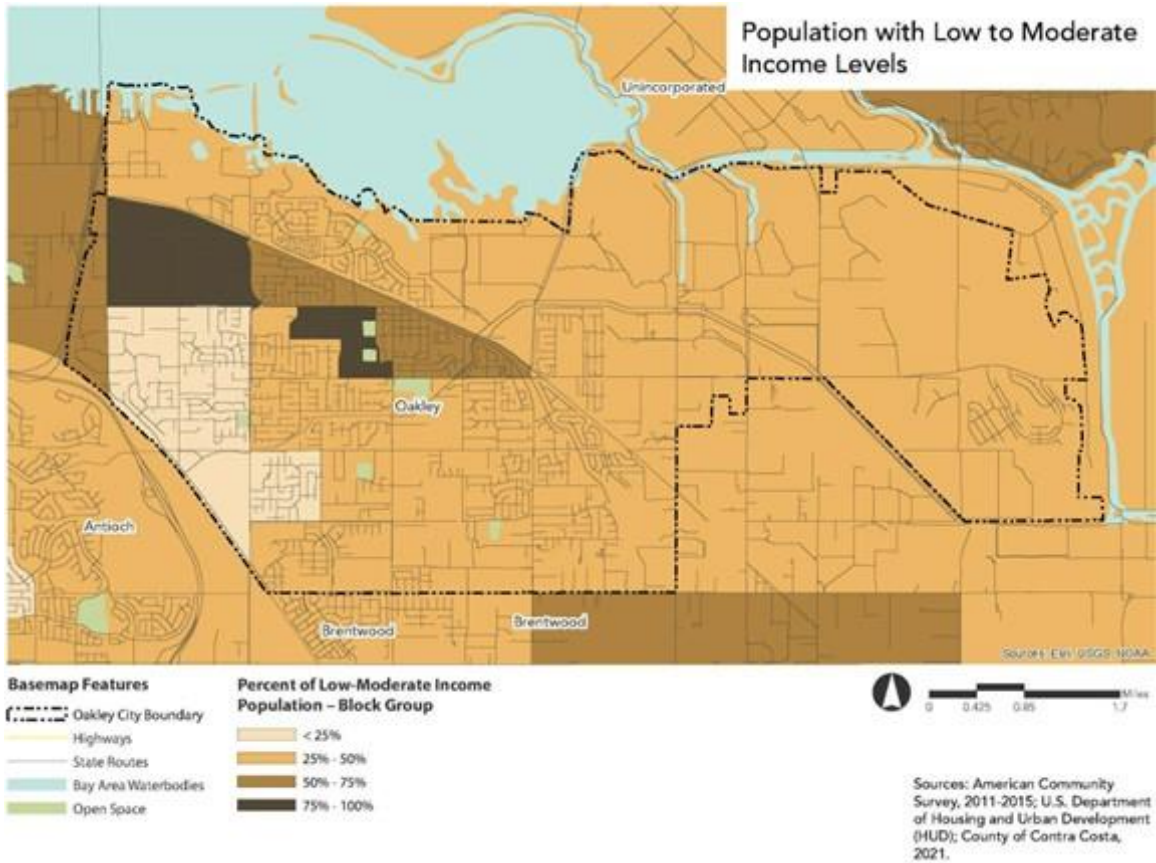 Population with Low to Moderate
Income Levels
Unincorporated
Oakley
Antioch
Brentwood
Brentwood
Sources: Esri, USGS, NOAA
Basemap Features
Oakley City Boundary
Highways
State Routes
Bay Area Waterbodies
Open Space
Percent of Low-Moderate Income
Population – Block Group
< 25%
25% - 50%
50% - 75%
75% - 100%
Miles
0 0.425 0.85 1.7
Sources: American Community
Survey, 2011-2015; U.S. Department
of Housing and Urban Development
(HUD); County of Contra Costa,
2021.